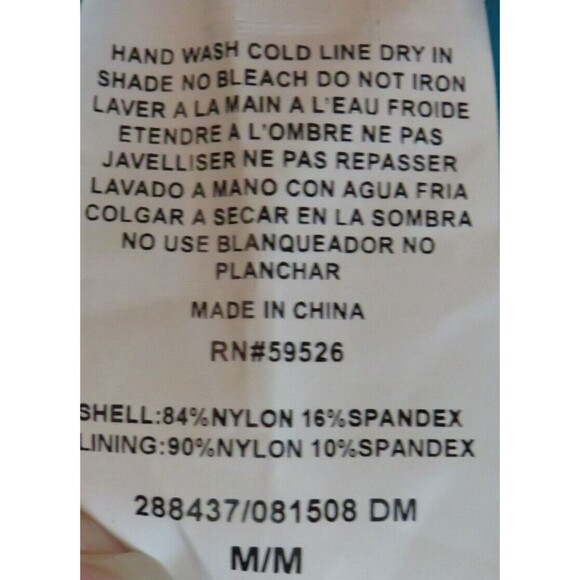 HAND WASH COLD LINE DRY IN
SHADE NO BLEACH DO NOT IRON
LAVER A LA MAIN A L'EAU FROIDE
ETENDRE À L'OMBRE NE PAS
JAVELLISER NE PAS REPASSER
LAVADO A MANO CON AGUA FRIA
COLGAR A SECAR EN LA SOMBRA
NO USE BLANQUEADOR NO
PLANCHAR
MADE IN CHINA
RN#59526
SHELL:84%NYLON 16%SPANDEX
LINING:90%NYLON 10%SPANDEX
288437/081508 DM
M/M